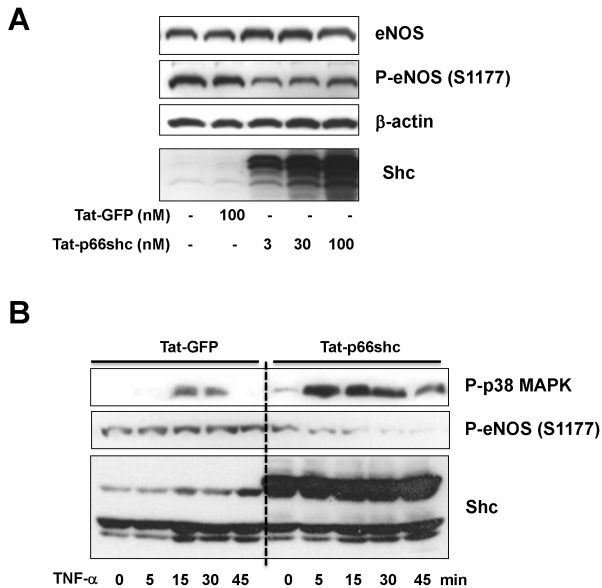 A
eNOS
P-eNOS (S1177)
β-actin
Shc
Tat-GFP (nM) - 100 - - -
Tat-p66shc (nM) - - 3 30 100
B
Tat-GFP Tat-p66shc
P-p38 MAPK
P-eNOS (S1177)
Shc
TNF-α 0 5 15 30 45 0 5 15 30 45 min